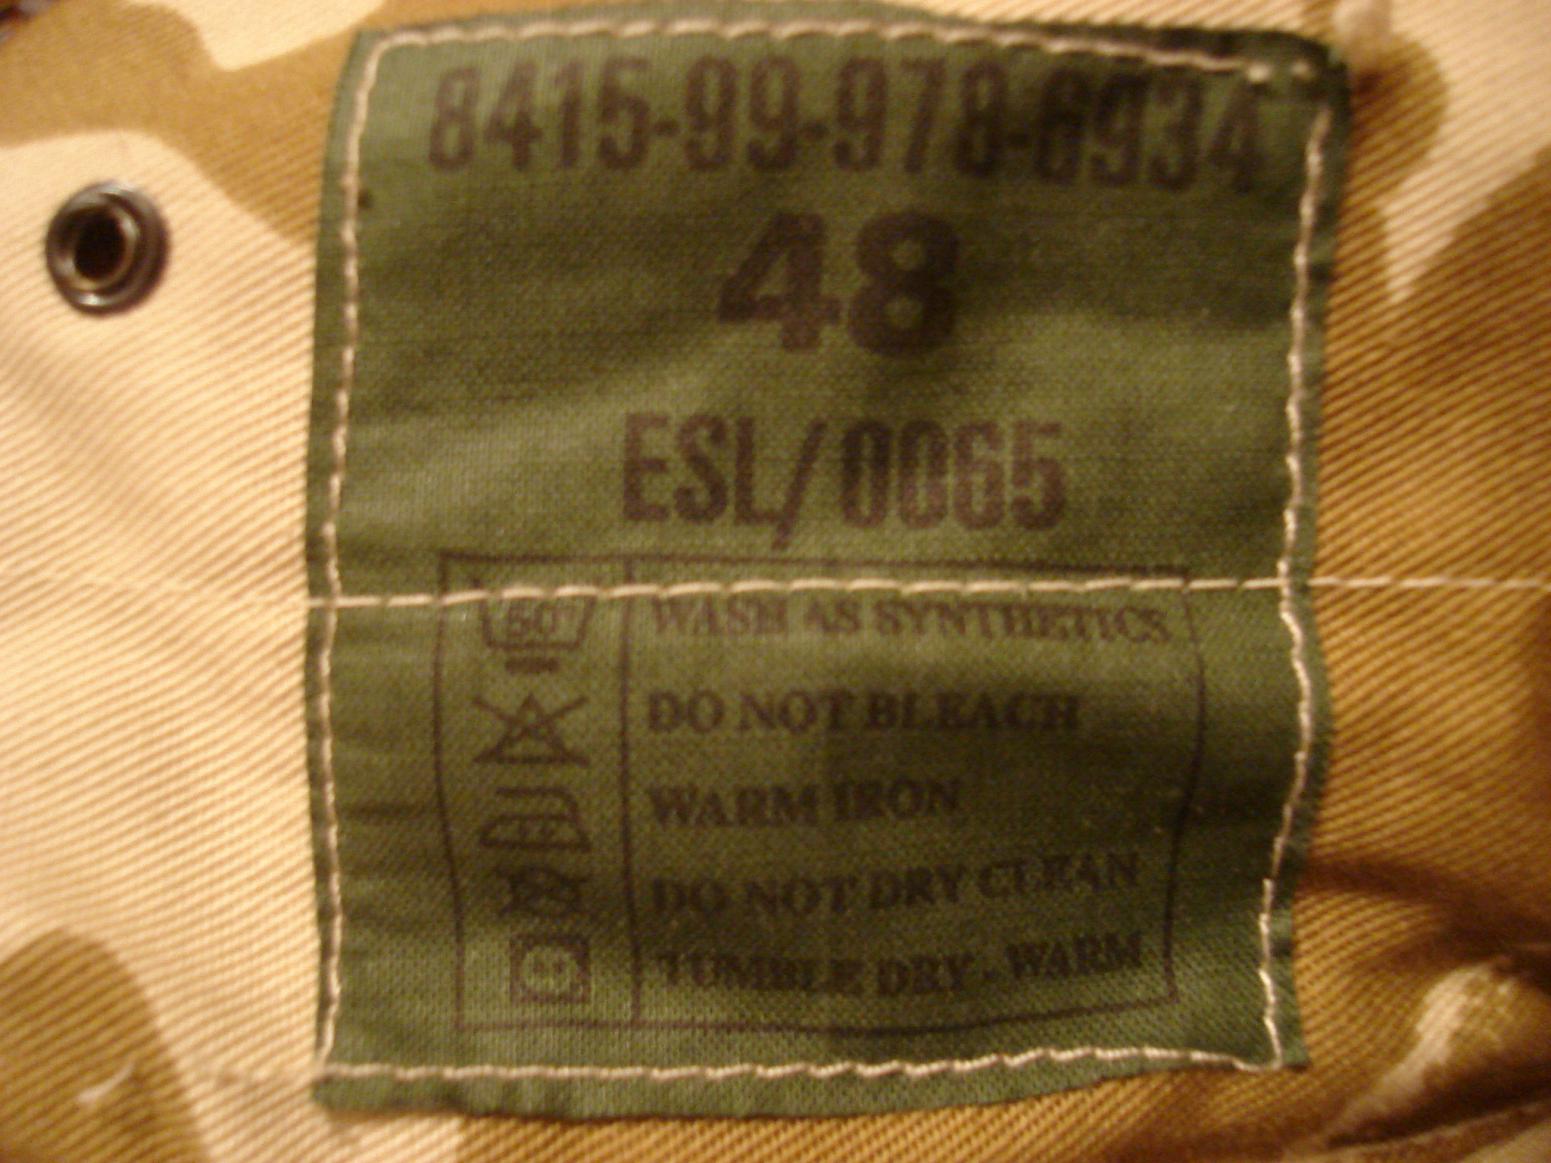 8415-99-978-6934
48
ESL/0065
50 WASH AS SYNTHETICS
DO NOT BLEACH
WARM IRON
DO NOT DRY CLEAN
TUMBLE DRY - WARM